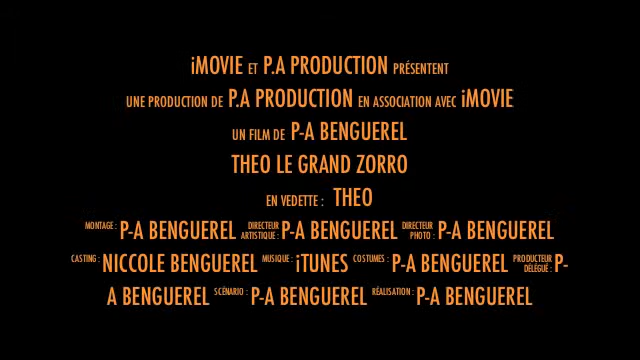 iMOVIE ET P.A PRODUCTION PRÉSENTENT
UNE PRODUCTION DE P.A PRODUCTION EN ASSOCIATION AVEC iMOVIE
UN FILM DE P-A BENGUEREL
THEO LE GRAND ZORRO
EN VEDETTE : THEO
MONTAGE : P-A BENGUEREL DIRECTEUR ARTISTIQUE : P-A BENGUEREL DIRECTEUR PHOTO : P-A BENGUEREL
CASTING : NICCOLE BENGUEREL MUSIQUE : iTUNES COSTUMES : P-A BENGUEREL PRODUCTEUR DÉLÉGUÉ : P-
A BENGUEREL SCÉNARIO : P-A BENGUEREL RÉALISATION : P-A BENGUEREL